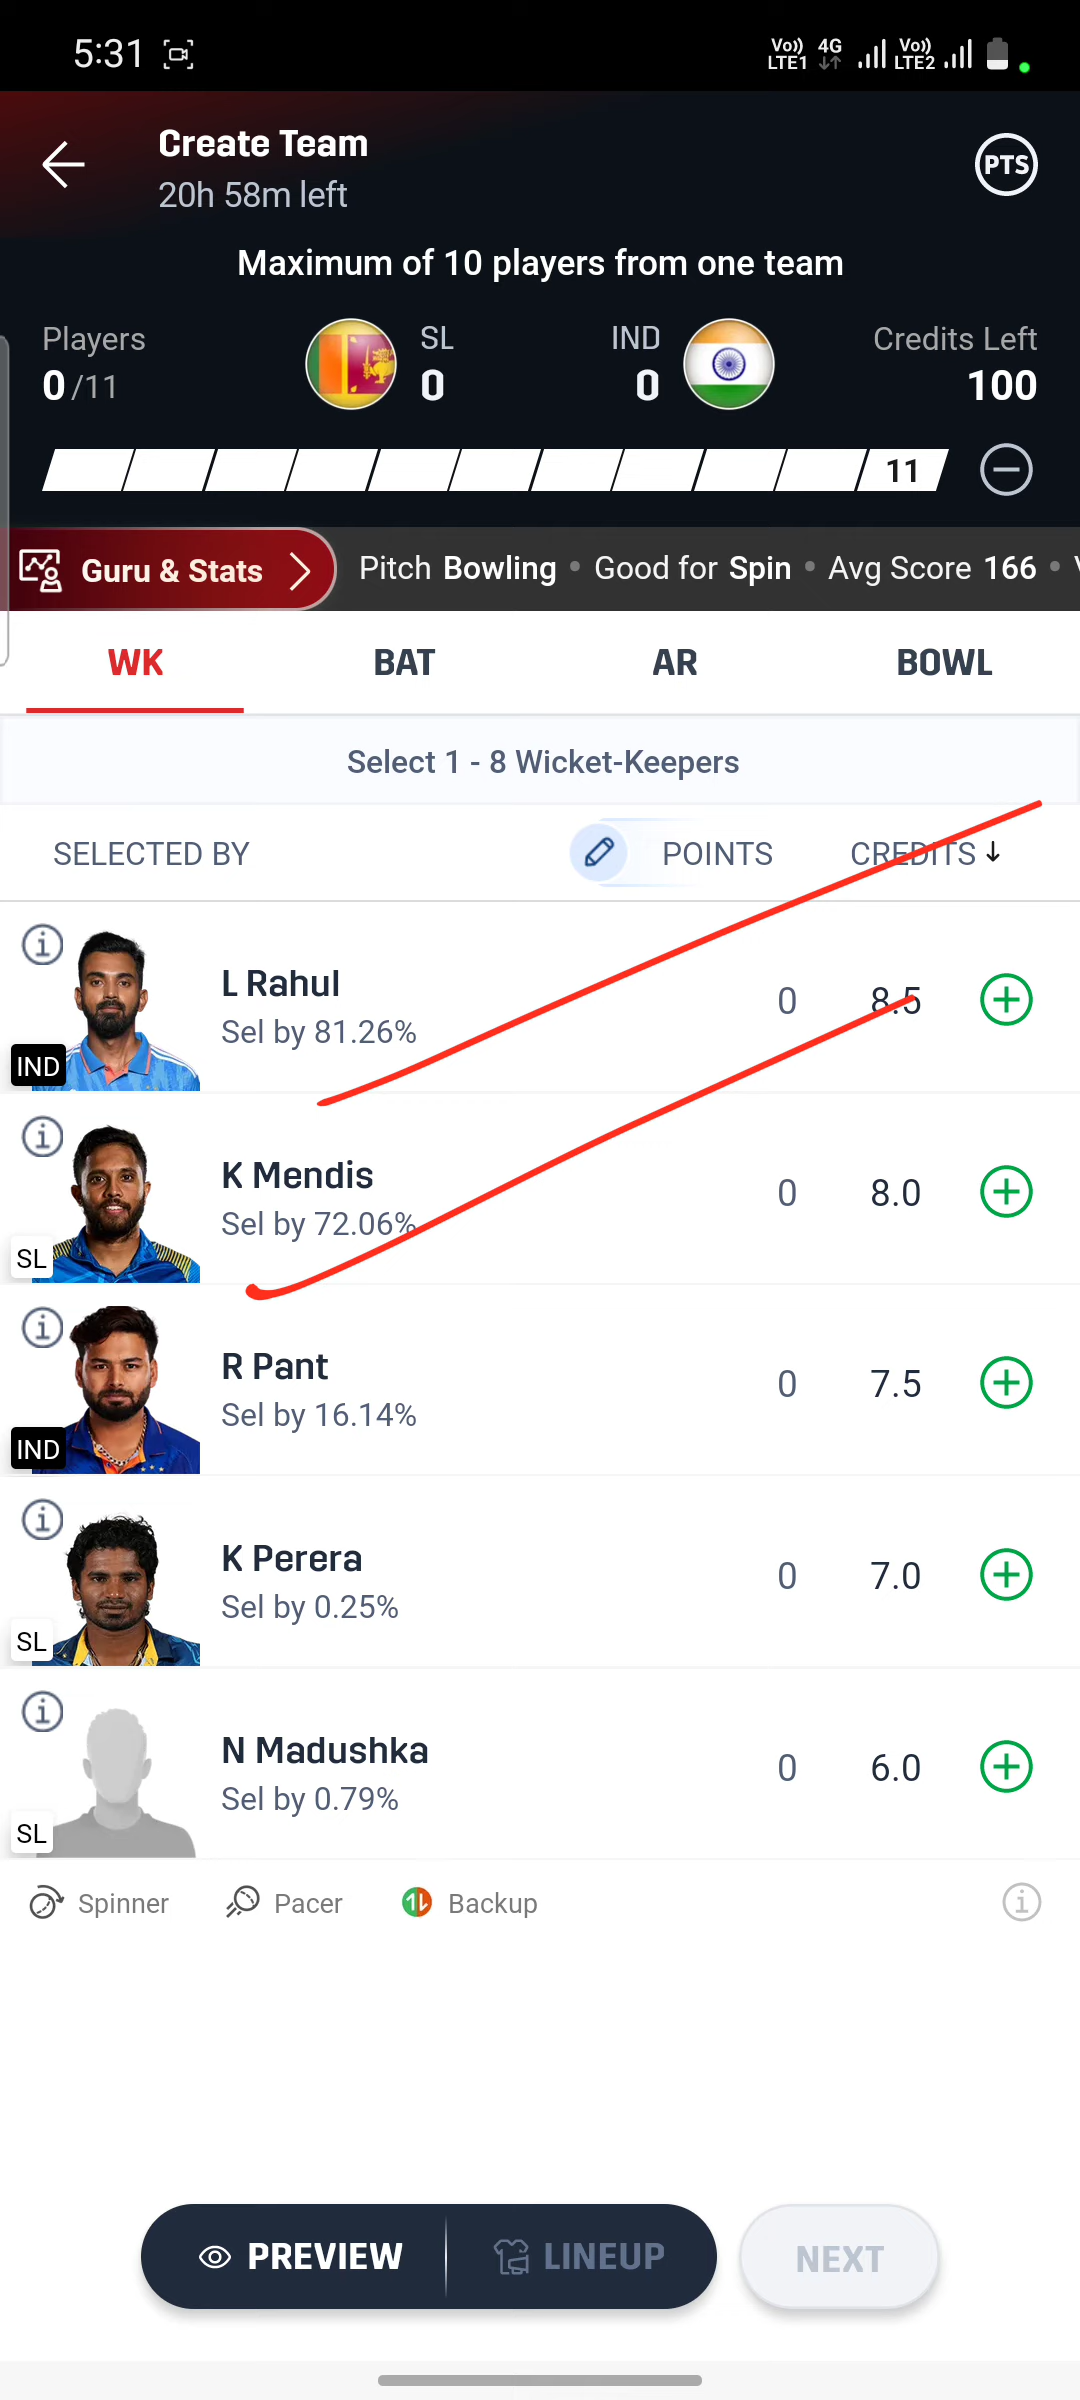 5:31
Vo)) LTE1 4G Vo)) LTE2
Create Team
PTS
20h 58m left
Maximum of 10 players from one team
Players SL IND Credits Left
0/11 0 0 100
11
Guru & Stats Pitch Bowling • Good for Spin • Avg Score 166 •
WK BAT AR BOWL
Select 1 - 8 Wicket-Keepers
SELECTED BY POINTS CREDITS ↓
L Rahul
Sel by 81.26%
0 8.5
IND
K Mendis
Sel by 72.06%
0 8.0
SL
R Pant
Sel by 16.14%
0 7.5
IND
K Perera
Sel by 0.25%
0 7.0
SL
N Madushka
Sel by 0.79%
0 6.0
SL
Spinner Pacer Backup
PREVIEW LINEUP NEXT